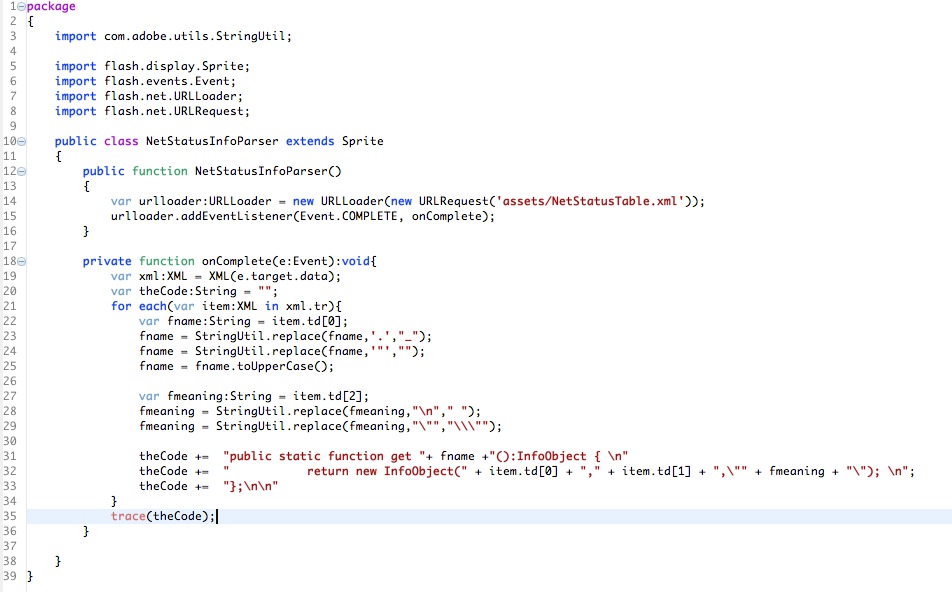 1 package
2 {
3     import com.adobe.utils.StringUtil;
4
5     import flash.display.Sprite;
6     import flash.events.Event;
7     import flash.net.URLLoader;
8     import flash.net.URLRequest;
9
10     public class NetStatusInfoParser extends Sprite
11     {
12         public function NetStatusInfoParser()
13         {
14             var urlloader:URLLoader = new URLLoader(new URLRequest('assets/NetStatusTable.xml'));
15             urlloader.addEventListener(Event.COMPLETE, onComplete);
16         }
17
18         private function onComplete(e:Event):void{
19             var xml:XML = XML(e.target.data);
20             var theCode:String = "";
21             for each(var item:XML in xml.tr){
22                 var fname:String = item.td[0];
23                 fname = StringUtil.replace(fname,'.',"_");
24                 fname = StringUtil.replace(fname,'"',"");
25                 fname = fname.toUpperCase();
26
27                 var fmeaning:String = item.td[2];
28                 fmeaning = StringUtil.replace(fmeaning,"\n"," ");
29                 fmeaning = StringUtil.replace(fmeaning,"\"","\\\"");
30
31                 theCode +=  "public static function get "+ fname +"():InfoObject { \n"
32                 theCode +=  "           return new InfoObject(" + item.td[0] + "," + item.td[1] + ",\"" + fmeaning + "\"); \n";
33                 theCode +=  "};\n\n"
34             }
35             trace(theCode);
36         }
37
38     }
39 }